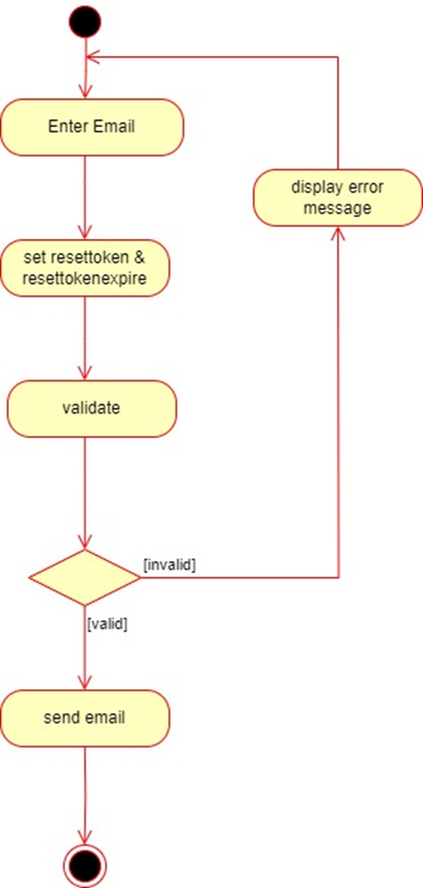 Enter Email
display error
message
set resettoken &
resettokenexpire
validate
[invalid]
[valid]
send email